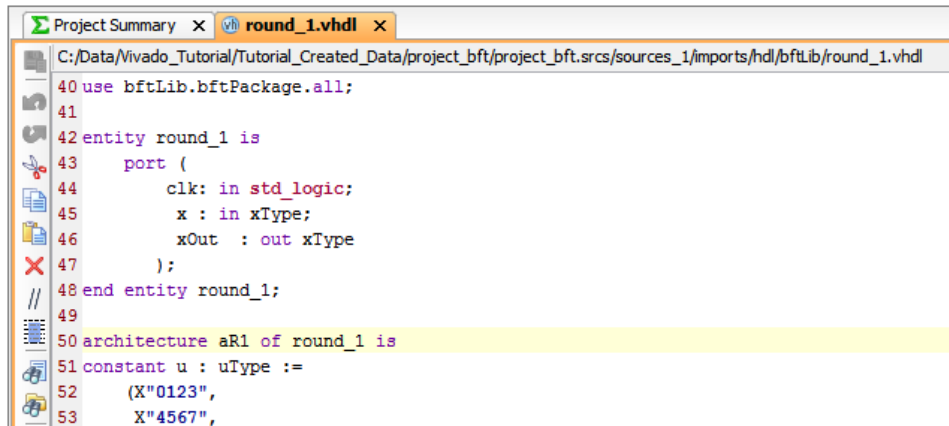 Project Summary × round_1.vhdl ×
C:/Data/Vivado_Tutorial/Tutorial_Created_Data/project_bft/project_bft.srcs/sources_1/imports/hdl/bftLib/round_1.vhdl
40 use bftLib.bftPackage.all;
41
42 entity round_1 is
43 port (
44 clk: in std_logic;
45 x : in xType;
46 xOut : out xType
47 );
48 end entity round_1;
49
50 architecture aR1 of round_1 is
51 constant u : uType :=
52 (X"0123",
53 X"4567",